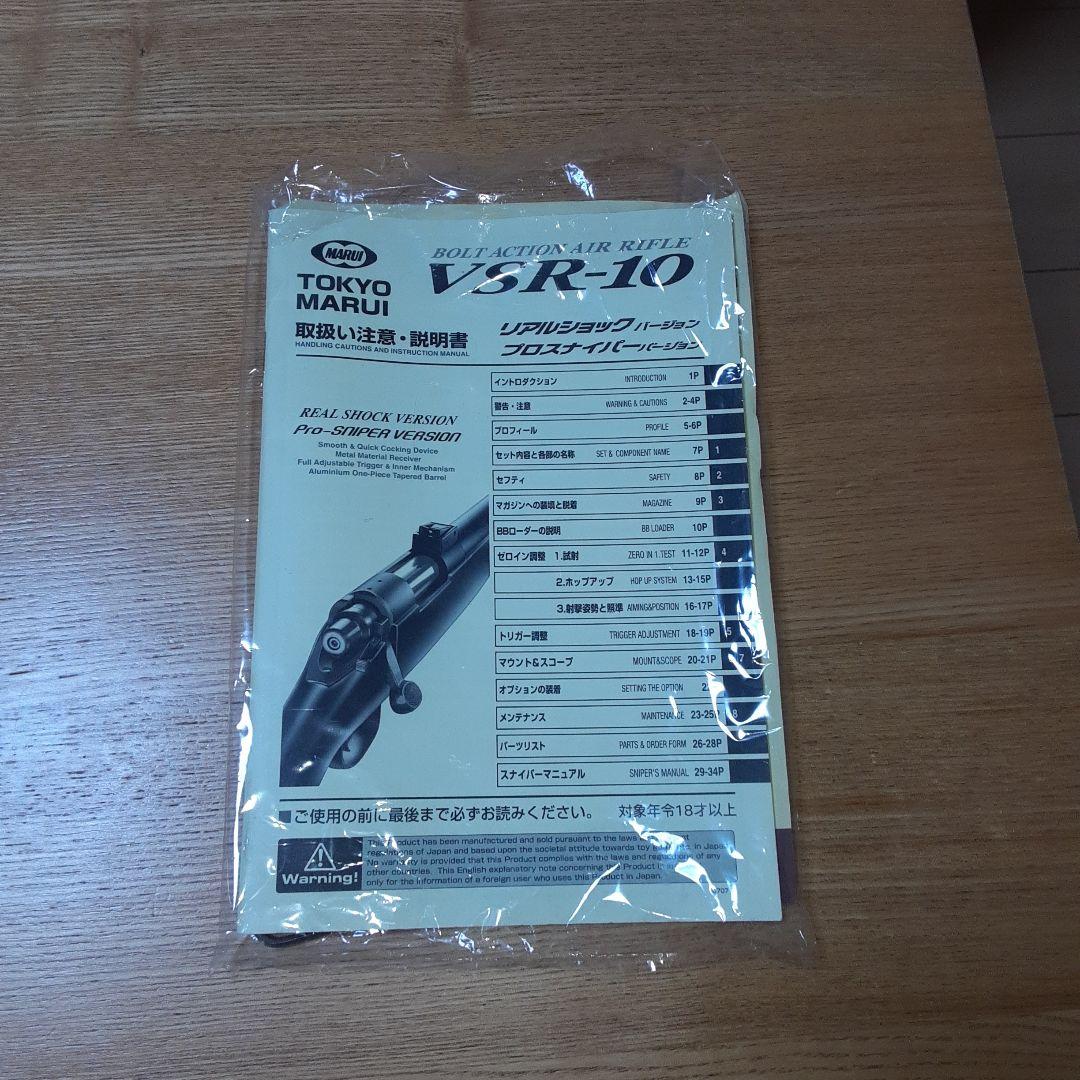 MARUI
TOKYO
MARUI
BOLT ACTION AIR RIFLE
VSR-10
取扱い注意・説明書
HANDLING CAUTIONS AND INSTRUCTION MANUAL
リアルショック バージョン
プロスナイパー バージョン
REAL SHOCK VERSION
Pro-SNIPER VERSION
Smooth & Quick Cocking Device
Metal Material Receiver
Full Adjustable Trigger & Inner Mechanism
Aluminium One-Piece Tapered Barrel
イントロダクション INTRODUCTION 1P
警告・注意 WARNING & CAUTIONS 2-4P
プロフィール PROFILE 5-6P
セット内容と各部の名称 SET & COMPONENT NAME 7P 1
セフティ SAFETY 8P 2
マガジンへの装填と脱着 MAGAZINE 9P 3
BBローダーの説明 BB LOADER 10P
ゼロイン調整 1.試射 ZERO IN 1.TEST 11-12P 4
2.ホップアップ HOP UP SYSTEM 13-15P
3.射撃姿勢と照準 AIMING&POSITION 16-17P
トリガー調整 TRIGGER ADJUSTMENT 18-19P 5
マウント&スコープ MOUNT&SCOPE 20-21P 7
オプションの装着 SETTING THE OPTION
メンテナンス MAINTENANCE 23-25P 8
パーツリスト PARTS & ORDER FORM 26-28P
スナイパーマニュアル SNIPER'S MANUAL 29-34P
■ご使用の前に最後まで必ずお読みください。 対象年令18才以上
Warning!
This Product has been manufactured and sold pursuant to the laws
regulations of Japan and based upon the societal attitude towards toy in Japan.
No warranty is provided that this Product complies with the laws and regulations of any
other countries. This English explanatory note concerning the Product is
only for the information of a foreign user who uses this Product in Japan.